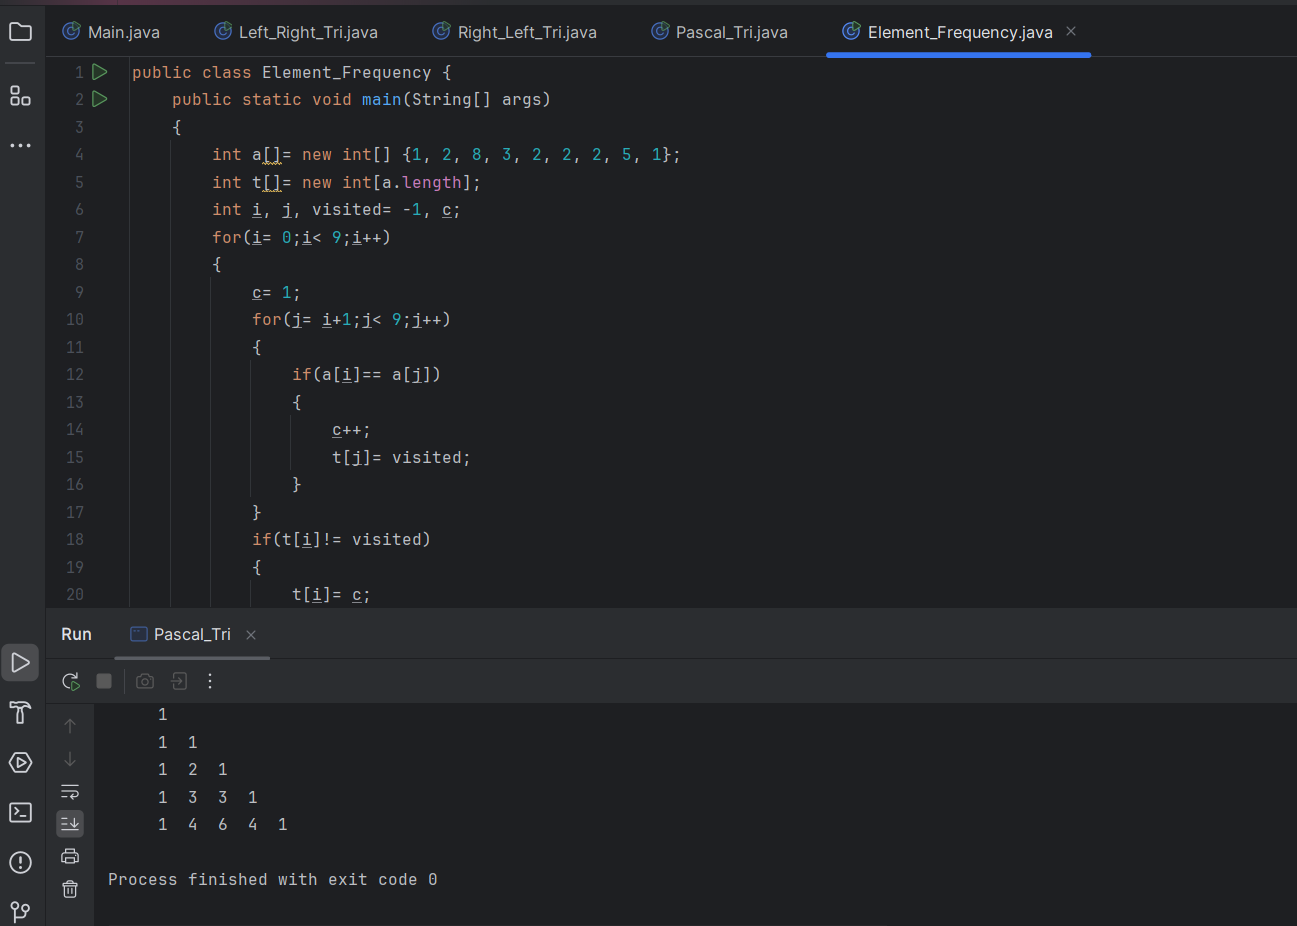 Main.java Left_Right_Tri.java Right_Left_Tri.java Pascal_Tri.java Element_Frequency.java
1 public class Element_Frequency {
2 public static void main(String[] args)
3 {
4 int a[]= new int[] {1, 2, 8, 3, 2, 2, 2, 5, 1};
5 int t[]= new int[a.length];
6 int i, j, visited= -1, c;
7 for(i= 0;i< 9;i++)
8 {
9 c= 1;
10 for(j= i+1;j< 9;j++)
11 {
12 if(a[i]== a[j])
13 {
14 c++;
15 t[j]= visited;
16 }
17 }
18 if(t[i]!= visited)
19 {
20 t[i]= c;
Run Pascal_Tri
1
1 1
1 2 1
1 3 3 1
1 4 6 4 1
Process finished with exit code 0